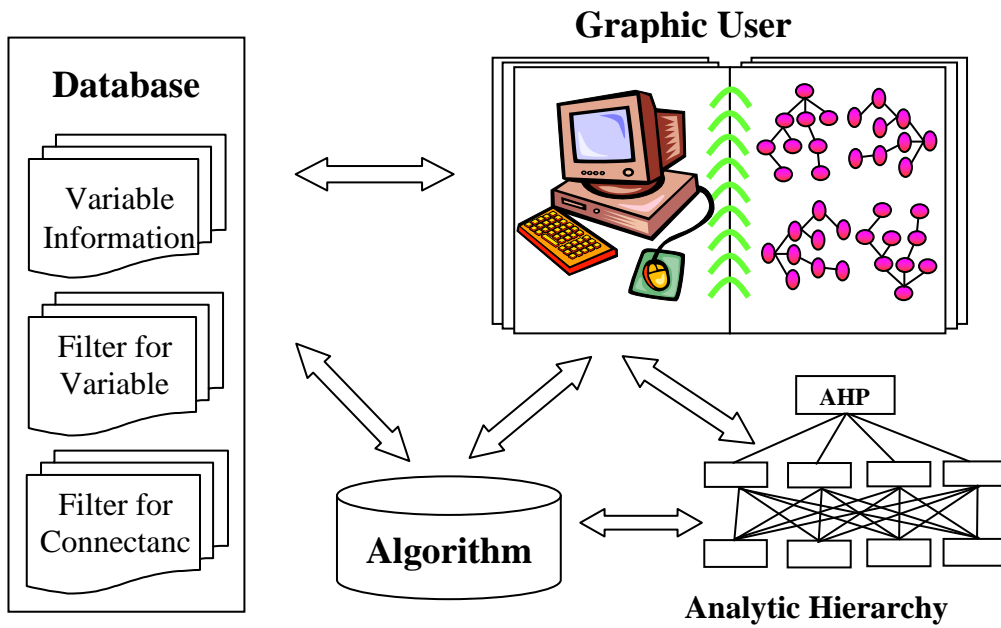 Graphic User
Database
Variable
Information
Filter for
Variable
Filter for
Connectanc
AHP
Algorithm
Analytic Hierarchy